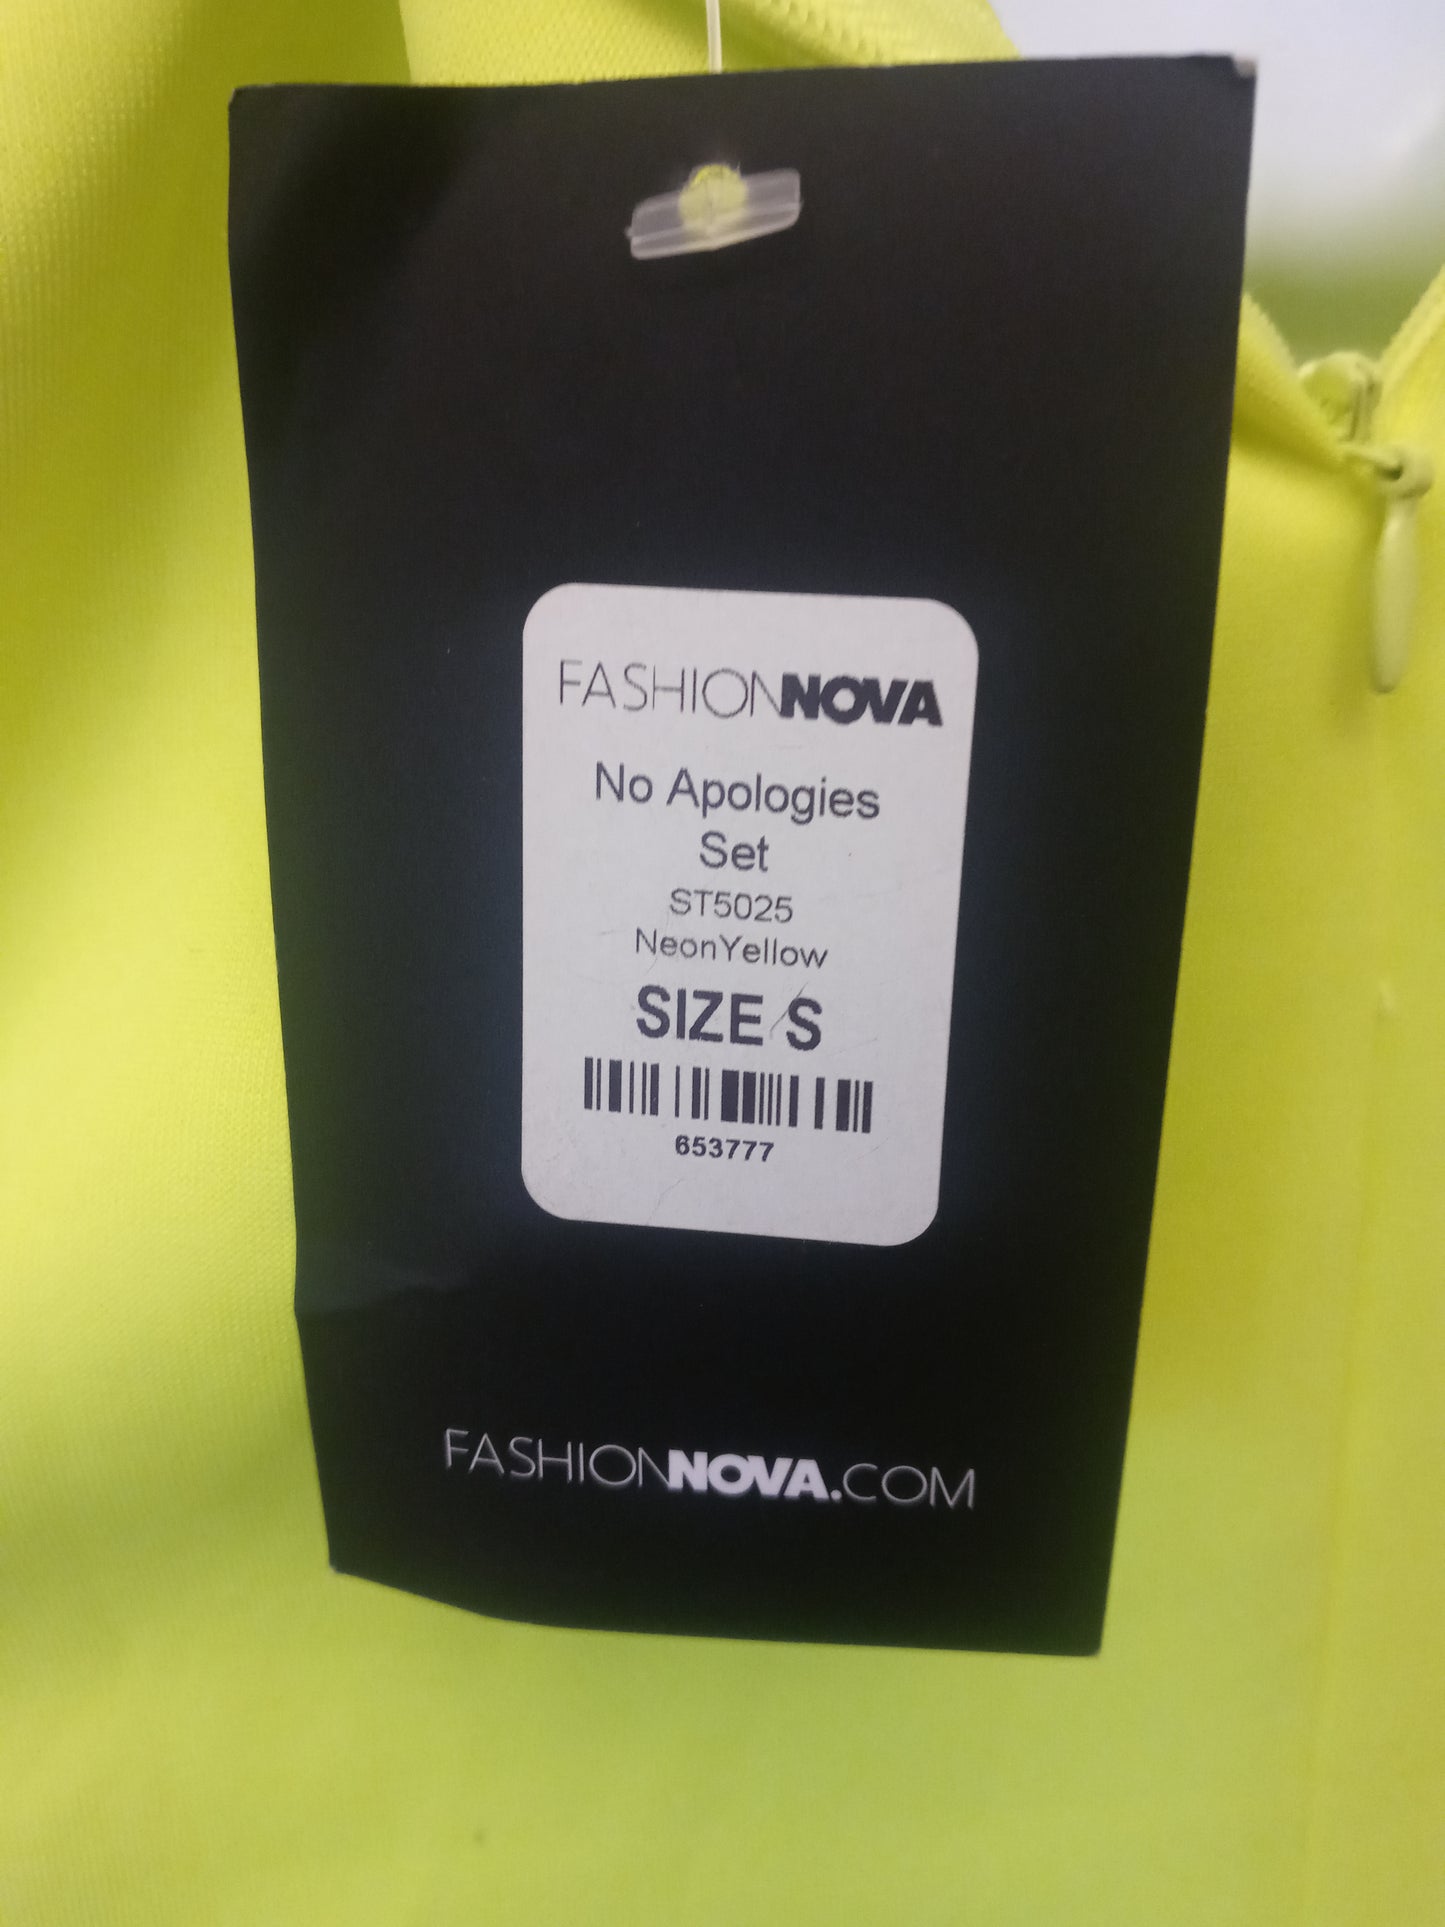 FASHIONNOVA
No Apologies
Set
ST5025
NeonYellow
SIZE S
653777
FASHIONNOVA.COM